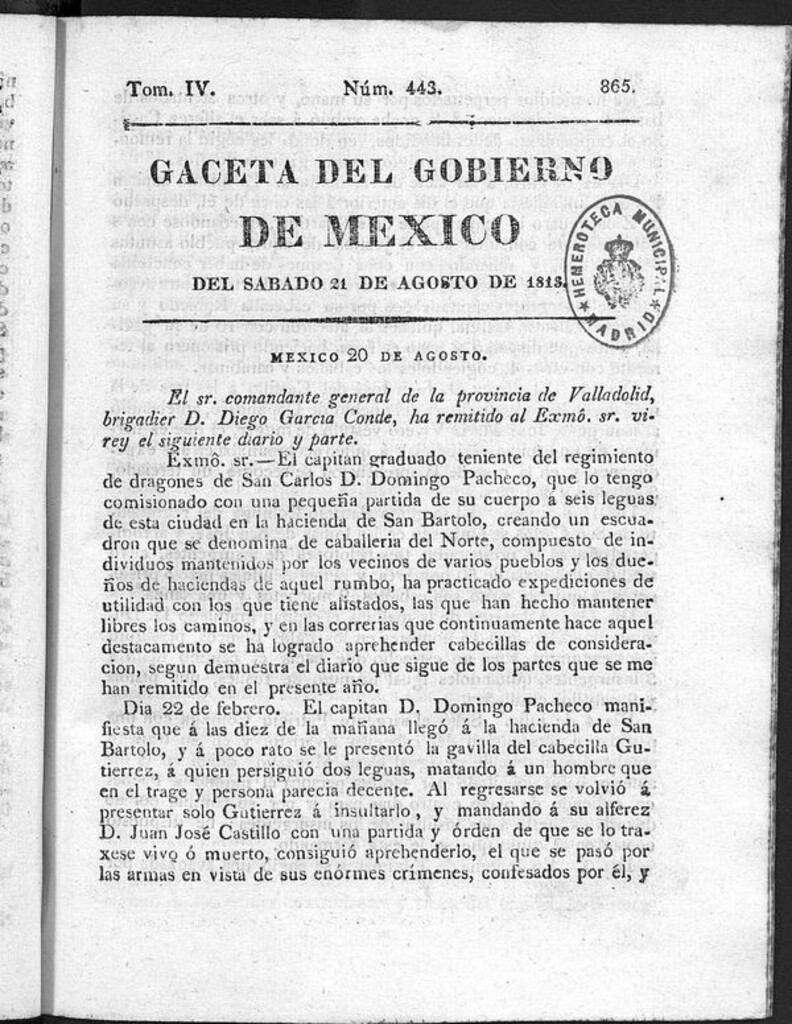 Tom. IV. Núm. 443. 865.
GACETA DEL GOBIERNO
DE MEXICO
DEL SABADO 21 DE AGOSTO DE 1813.
HEMEROTECA MUNICIPAL
MADRID
MEXICO 20 DE AGOSTO.
El sr. comandante general de la provincia de Valladolid,
brigadier D. Diego Garcia Conde, ha remitido al Exmô. sr. vi-
rey el siguiente diario y parte.
Exmô. sr.—El capitan graduado teniente del regimiento
de dragones de San Carlos D. Domingo Pacheco, que lo tengo
comisionado con una pequeña partida de su cuerpo á seis leguas
de esta ciudad en la hacienda de San Bartolo, creando un escua-
dron que se denomina de caballeria del Norte, compuesto de in-
dividuos mantenidos por los vecinos de varios pueblos y los due-
ños de haciendas de aquel rumbo, ha practicado expediciones de
utilidad con los que tiene alistados, las que han hecho mantener
libres los caminos, y en las correrias que continuamente hace aquel
destacamento se ha logrado aprehender cabecillas de considera-
cion, segun demuestra el diario que sigue de los partes que se me
han remitido en el presente año.
Dia 22 de febrero. El capitan D. Domingo Pacheco mani-
fiesta que á las diez de la mañana llegó á la hacienda de San
Bartolo, y á poco rato se le presentó la gavilla del cabecilla Gu-
tierrez, á quien persiguió dos leguas, matando á un hombre que
en el trage y persona parecia decente. Al regresarse se volvió á
presentar solo Gutierrez á insultarlo, y mandando á su alferez
D. Juan José Castillo con una partida y órden de que se lo tra-
xese vivo ó muerto, consiguió aprehenderlo, el que se pasó por
las armas en vista de sus enórmes crímenes, confesados por él, y